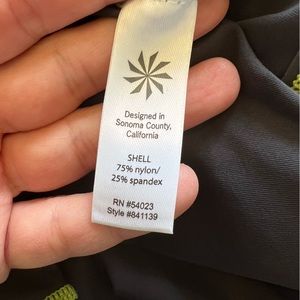 Designed in
Sonoma County,
California
SHELL
75% nylon/
25% spandex
RN #54023
Style #841139